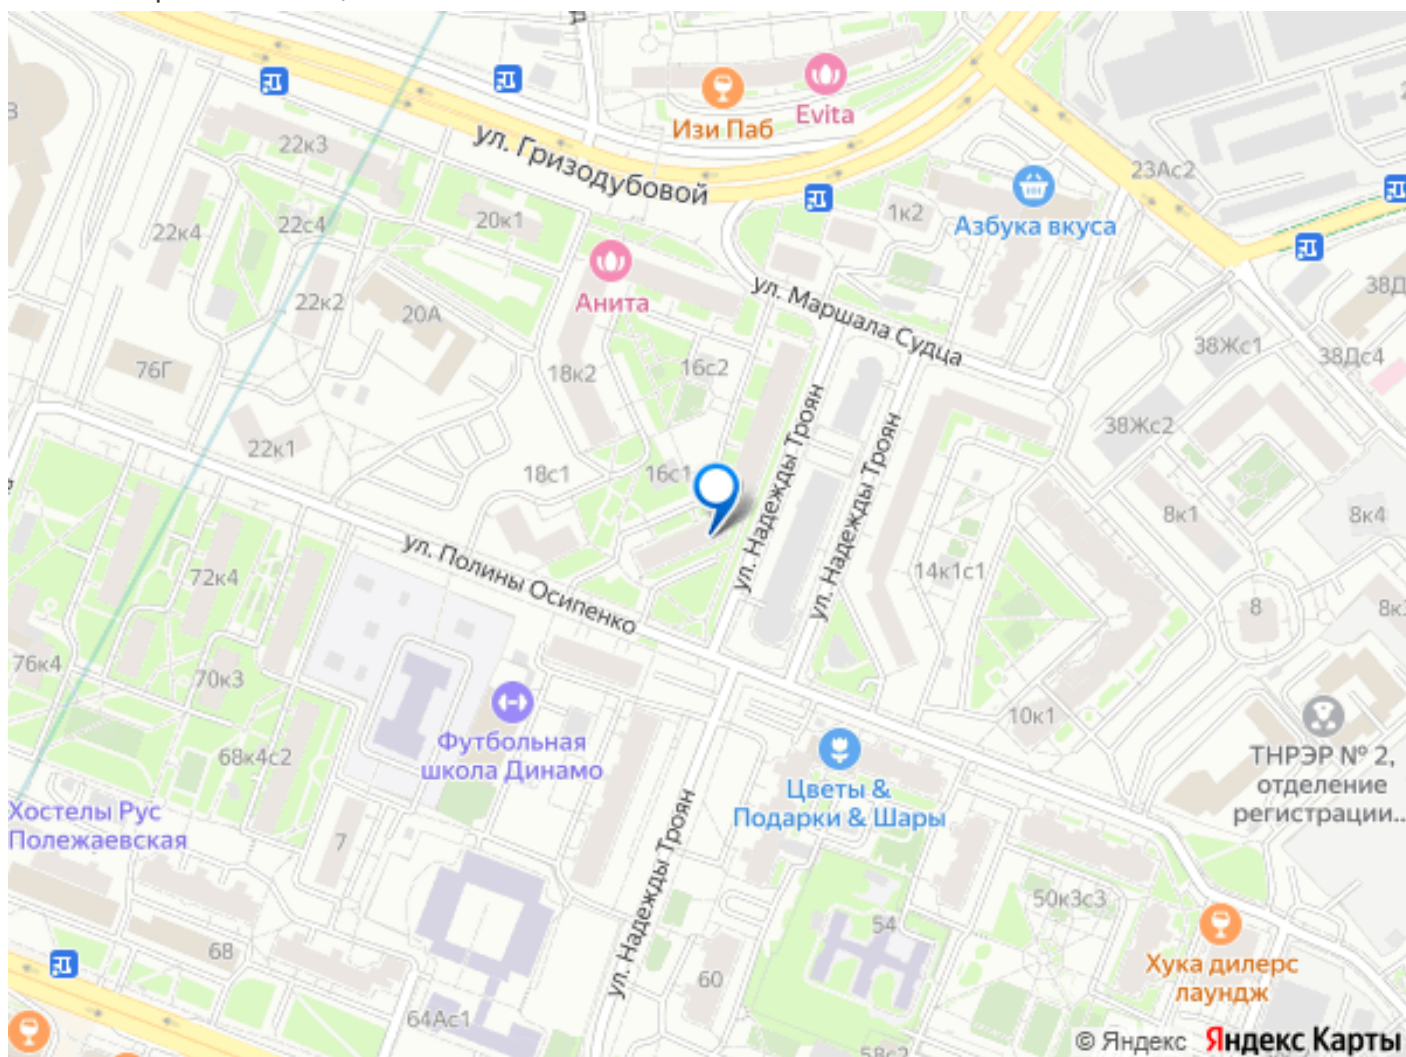 Изи Паб
Evita
ул. Гризодубовой
22к3
22с4
22к4
20к1
23Ас2
1к2
Азбука вкуса
Анита
22к2
20А
38Д
ул. Маршала Судца
38Жс1
38Дс4
76Г
18к2
16с2
38Жс2
22к1
18с1
16с1
ул. Надежды Троян
ул. Надежды Троян
8к1
8к4
ул. Полины Осипенко
72к4
14к1с1
8
8к
76к4
70к3
10к1
Футбольная
школа Динамо
68к4с2
ТНРЭР № 2,
отделение
регистрации...
Цветы &
Подарки & Шары
Хостелы Рус
Полежаевская
7
ул. Надежды Троян
50к3с3
54
68
60
Хука дилерс
лаундж
64Ас1
58с2
© Яндекс Яндекс Карты